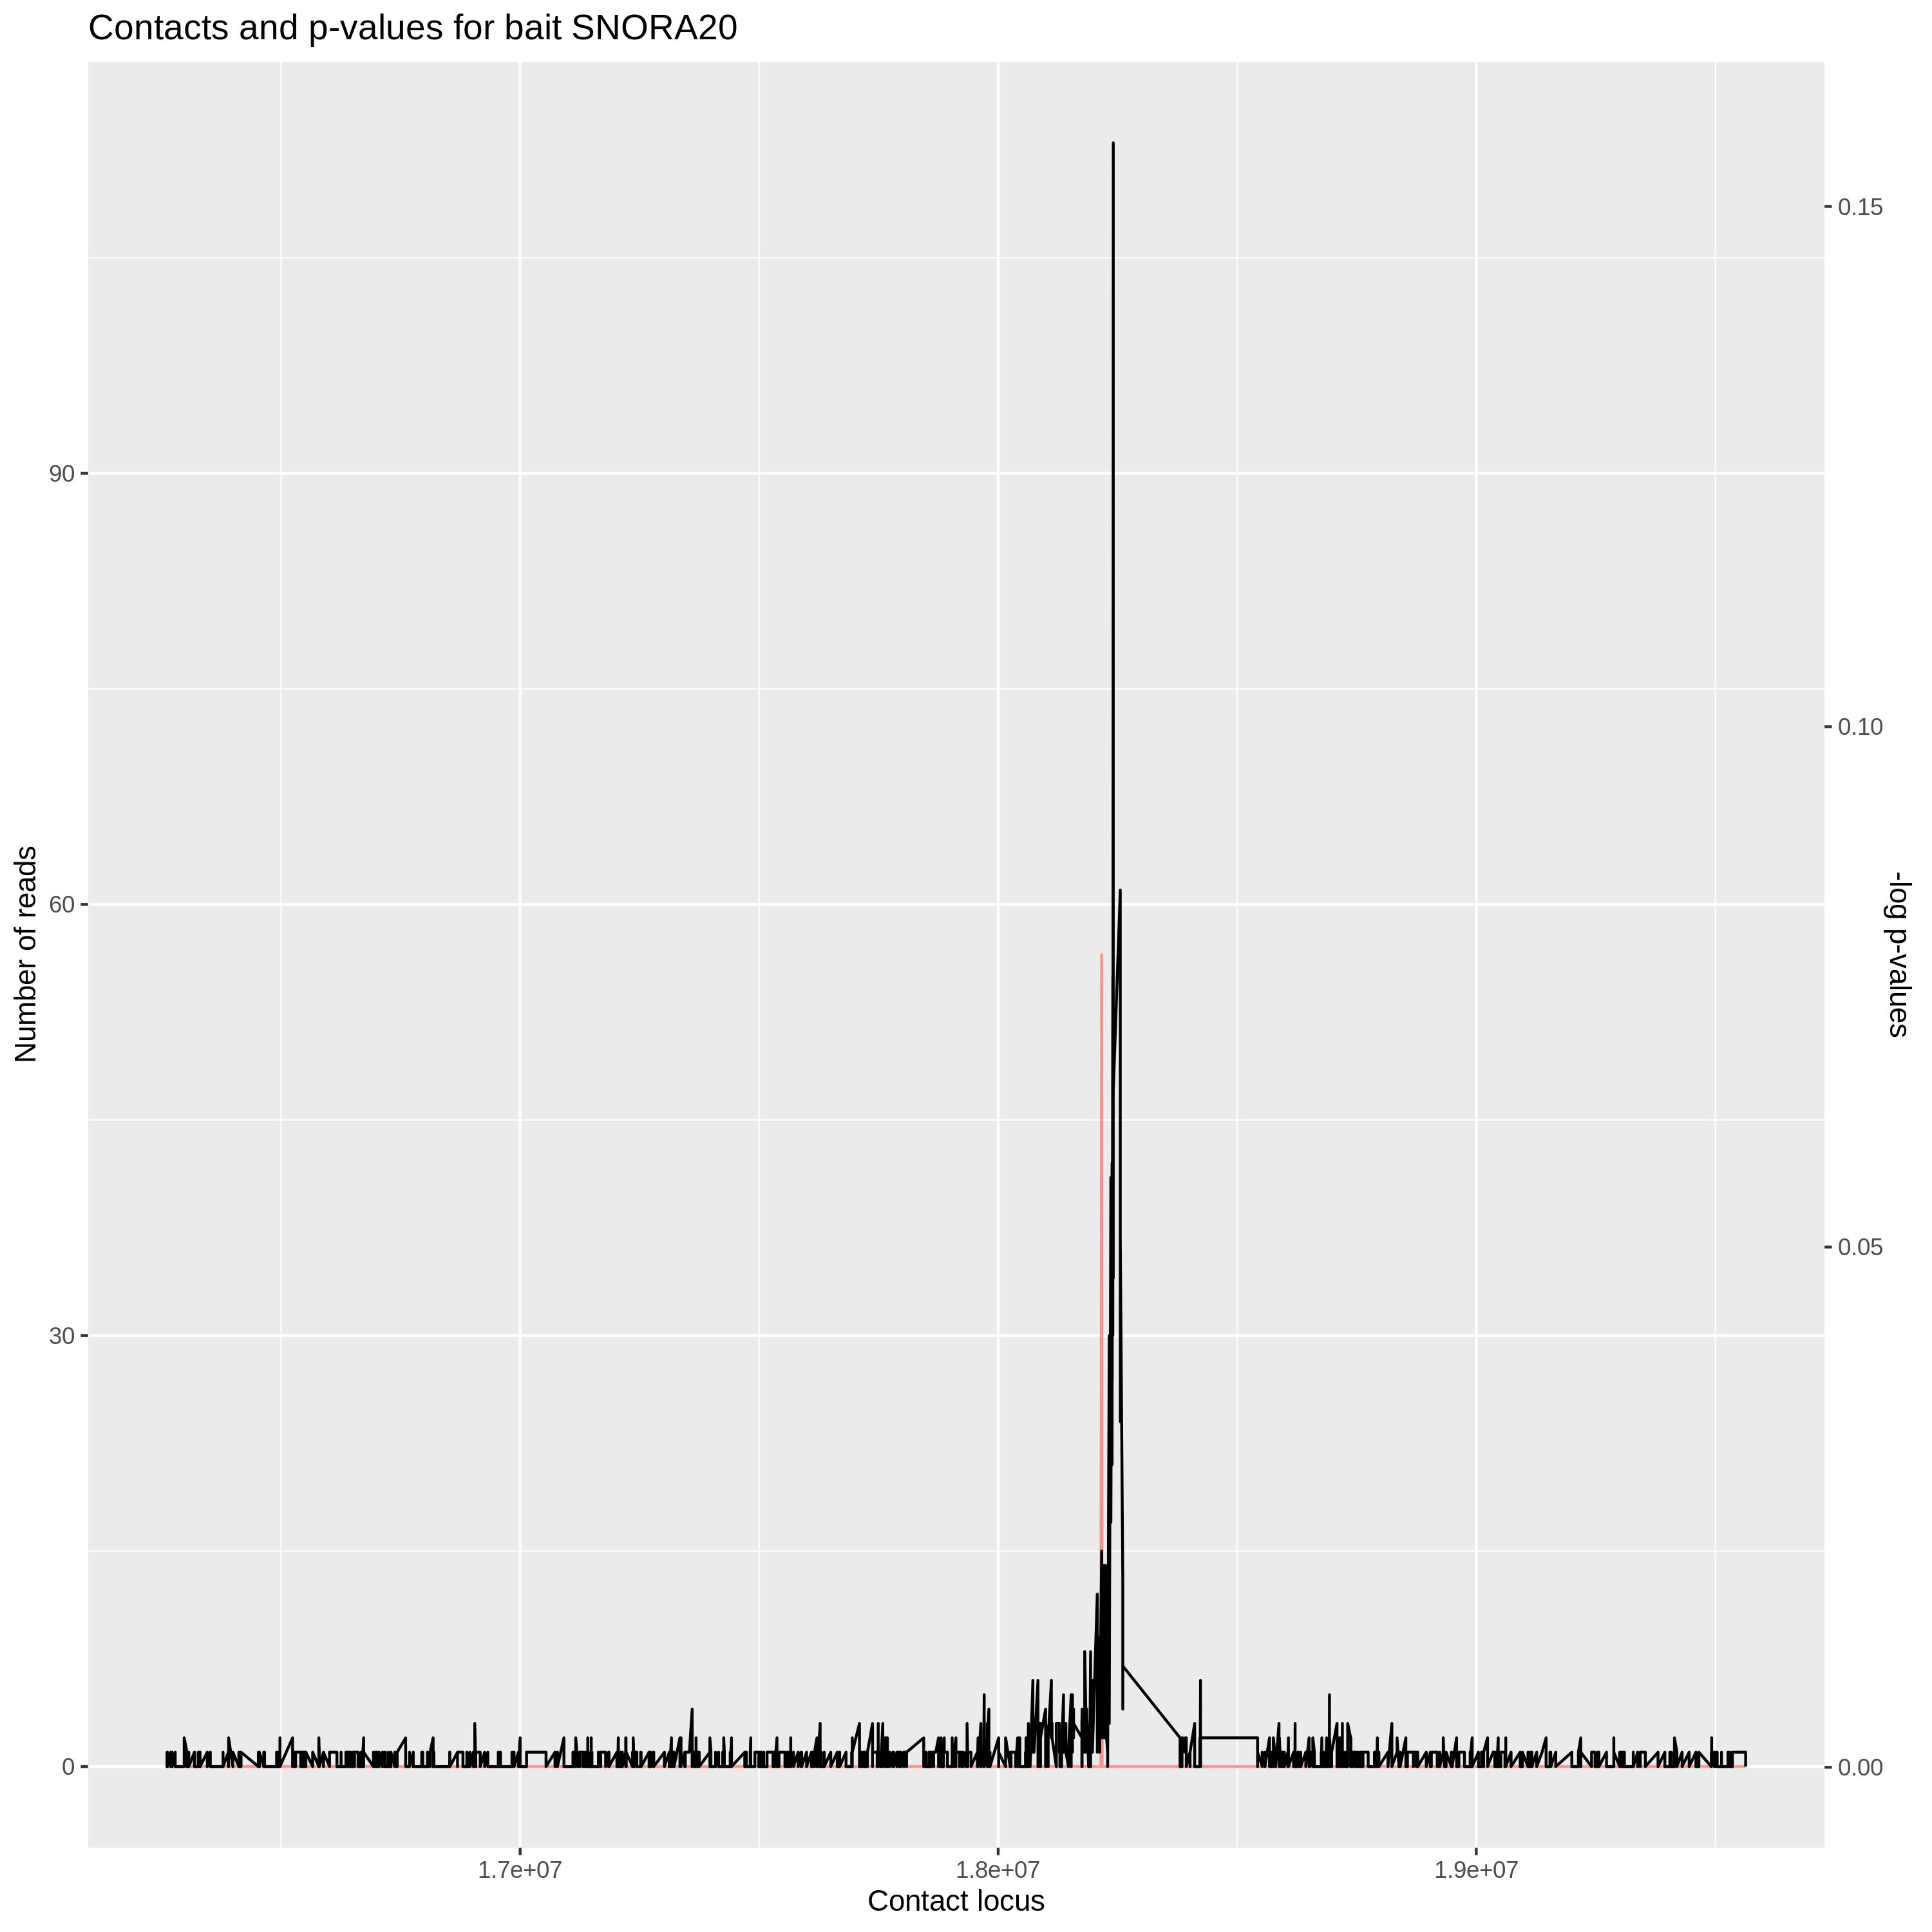 Contacts and p-values for bait SNORA20
Number of reads
90
60
30
0
0.15
0.10
0.05
0.00
-log p-values
1.7e+07
1.8e+07
1.9e+07
Contact locus